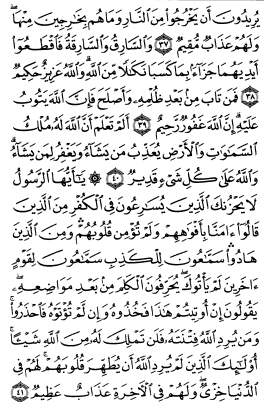 يُرِيدُونَ أَن يَخْرُجُوا۟ مِنَ ٱلنَّارِ وَمَا هُم بِخَٰرِجِينَ مِنْهَا ۖ
وَلَهُمْ عَذَابٌ مُّقِيمٌ ٣٧ وَٱلسَّارِقُ وَٱلسَّارِقَةُ فَٱقْطَعُوٓا۟
أَيْدِيَهُمَا جَزَآءًۢ بِمَا كَسَبَا نَكَٰلًا مِّنَ ٱللَّهِ ۗ وَٱللَّهُ عَزِيزٌ حَكِيمٌ
٣٨ فَمَن تَابَ مِنۢ بَعْدِ ظُلْمِهِۦ وَأَصْلَحَ فَإِنَّ ٱللَّهَ يَتُوبُ
عَلَيْهِ ۗ إِنَّ ٱللَّهَ غَفُورٌ رَّحِيمٌ ٣٩ أَلَمْ تَعْلَمْ أَنَّ ٱللَّهَ لَهُۥ مُلْكُ
ٱلسَّمَٰوَٰتِ وَٱلْأَرْضِ يُعَذِّبُ مَن يَشَآءُ وَيَغْفِرُ لِمَن يَشَآءُ ۗ
وَٱللَّهُ عَلَىٰ كُلِّ شَىْءٍ قَدِيرٌ ٤٠ ۞ يَٰٓأَيُّهَا ٱلرَّسُولُ
لَا يَحْزُنكَ ٱلَّذِينَ يُسَٰرِعُونَ فِى ٱلْكُفْرِ مِنَ ٱلَّذِينَ
قَالُوٓا۟ ءَامَنَّا بِأَفْوَٰهِهِمْ وَلَمْ تُؤْمِن قُلُوبُهُمْ ۛ وَمِنَ ٱلَّذِينَ
هَادُوا۟ ۛ سَمَّٰعُونَ لِلْكَذِبِ سَمَّٰعُونَ لِقَوْمٍ
ءَاخَرِينَ لَمْ يَأْتُوكَ ۖ يُحَرِّفُونَ ٱلْكَلِمَ مِنۢ بَعْدِ مَوَاضِعِهِۦ ۖ
يَقُولُونَ إِنْ أُوتِيتُمْ هَٰذَا فَخُذُوهُ وَإِن لَّمْ تُؤْتَوْهُ فَٱحْذَرُوا۟ ۚ
وَمَن يُرِدِ ٱللَّهُ فِتْنَتَهُۥ فَلَن تَمْلِكَ لَهُۥ مِنَ ٱللَّهِ شَيْـًٔا ۚ
أُو۟لَٰٓئِكَ ٱلَّذِينَ لَمْ يُرِدِ ٱللَّهُ أَن يُطَهِّرَ قُلُوبَهُمْ ۚ لَهُمْ فِى
ٱلدُّنْيَا خِزْىٌ ۖ وَلَهُمْ فِى ٱلْءَاخِرَةِ عَذَابٌ عَظِيمٌ ٤١